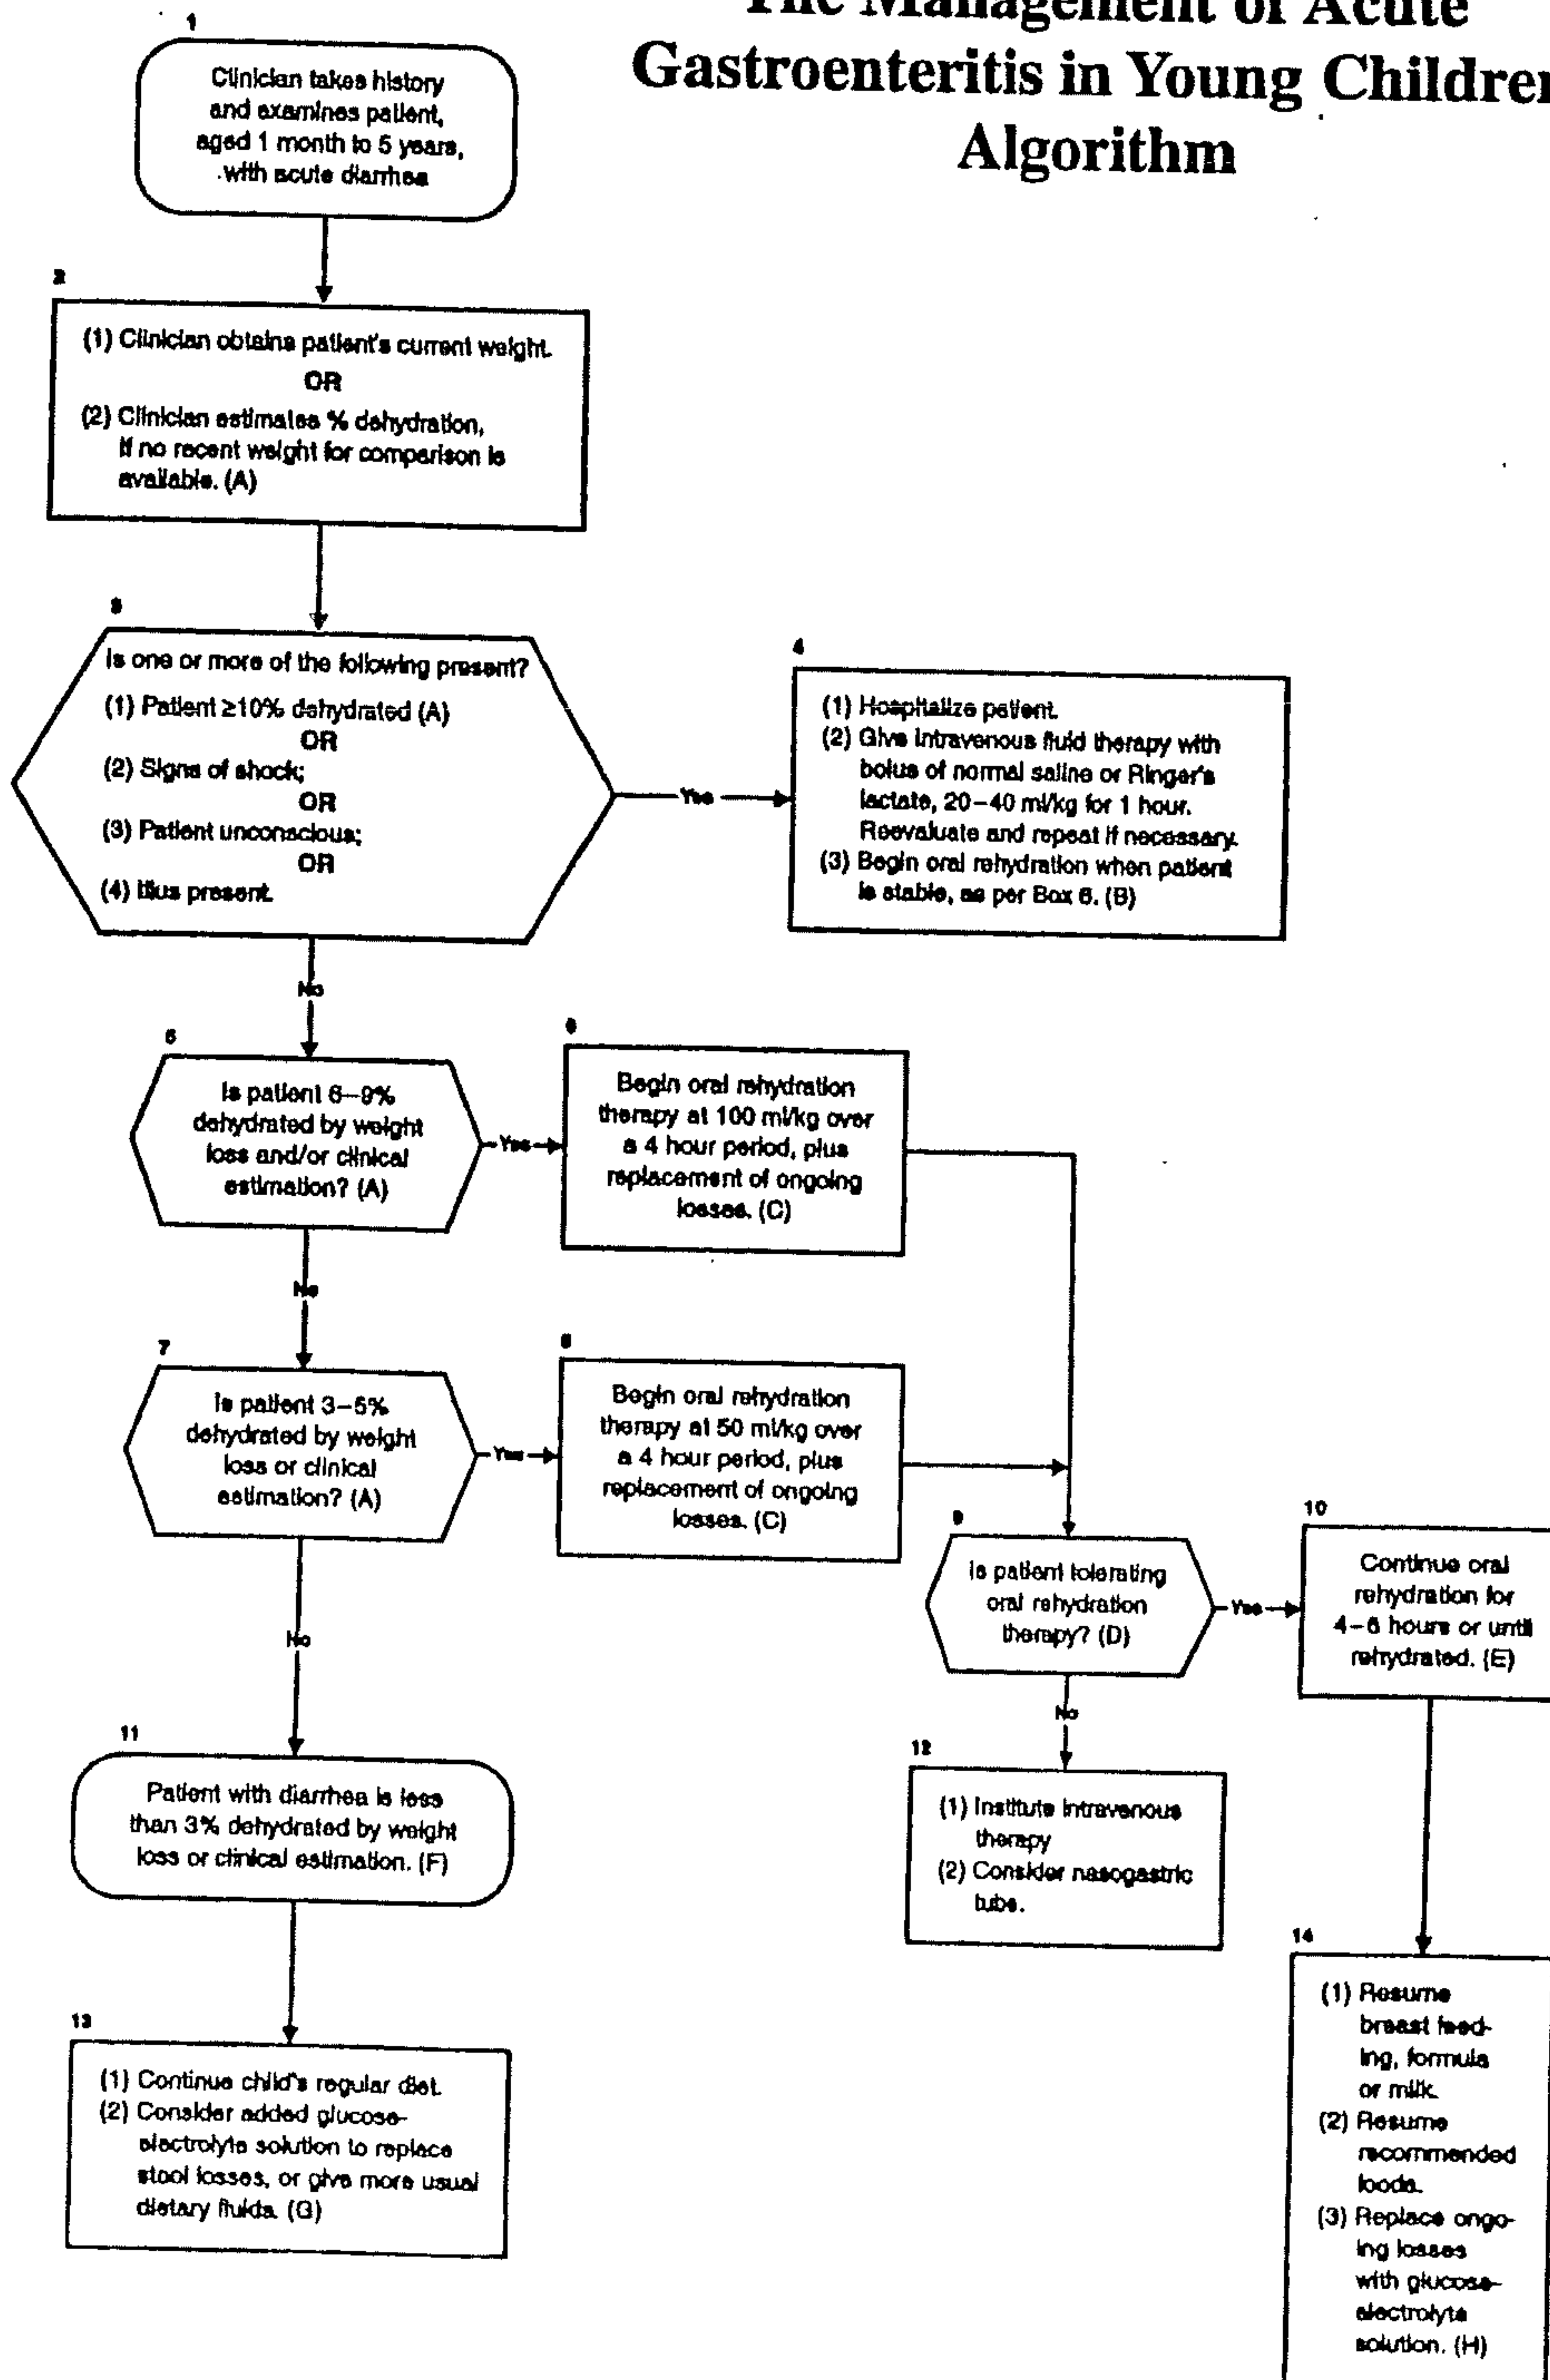 The Management of Acute
Gastroenteritis in Young Children
Algorithm
1
Clinician takes history
and examines patient,
aged 1 month to 5 years,
with acute diarrhea
2
(1) Clinician obtains patient's current weight.
OR
(2) Clinician estimates % dehydration,
if no recent weight for comparison is
available. (A)
3
Is one or more of the following present?
(1) Patient ≥10% dehydrated (A)
OR
(2) Signs of shock;
OR
(3) Patient unconscious;
OR
(4) Ileus present.
Yes
4
(1) Hospitalize patient.
(2) Give intravenous fluid therapy with
bolus of normal saline or Ringer's
lactate, 20–40 ml/kg for 1 hour.
Reevaluate and repeat if necessary.
(3) Begin oral rehydration when patient
is stable, as per Box 6. (B)
No
5
Is patient 6–9%
dehydrated by weight
loss and/or clinical
estimation? (A)
Yes
6
Begin oral rehydration
therapy at 100 ml/kg over
a 4 hour period, plus
replacement of ongoing
losses. (C)
No
7
Is patient 3–5%
dehydrated by weight
loss or clinical
estimation? (A)
Yes
8
Begin oral rehydration
therapy at 50 ml/kg over
a 4 hour period, plus
replacement of ongoing
losses. (C)
9
Is patient tolerating
oral rehydration
therapy? (D)
Yes
10
Continue oral
rehydration for
4–6 hours or until
rehydrated. (E)
No
No
11
Patient with diarrhea is less
than 3% dehydrated by weight
loss or clinical estimation. (F)
12
(1) Institute intravenous
therapy
(2) Consider nasogastric
tube.
13
(1) Continue child's regular diet.
(2) Consider added glucose-
electrolyte solution to replace
stool losses, or give more usual
dietary fluids. (G)
14
(1) Resume
breast feed-
ing, formula
or milk.
(2) Resume
recommended
foods.
(3) Replace ongo-
ing losses
with glucose-
electrolyte
solution. (H)